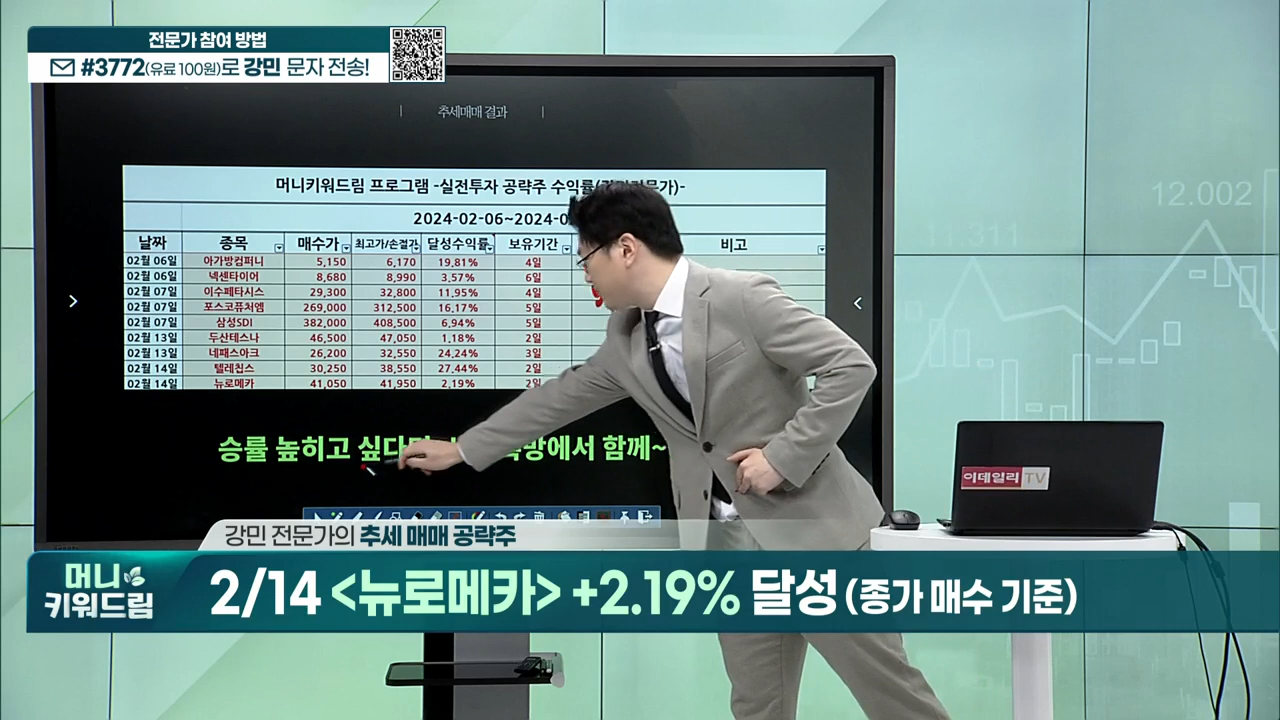 전문가 참여 방법
#3772(유료 100원)로 강민 문자 전송!
추세매매 결과
머니키워드림 프로그램 -실전투자 공략주 수익률(
가)-
2024-02-06~2024-0
날짜 종목 매수가 최고가/손절가 달성수익률 보유기간 비고
02월 06일 아가방컴퍼니 5,150 6,170 19.81% 4일
02월 06일 넥센타이어 8,680 8,990 3.57% 6일
02월 07일 이수페타시스 29,300 32,800 11.95% 4일
02월 07일 포스코퓨처엠 269,000 312,500 16.17% 5일
02월 07일 삼성SDI 382,000 408,500 6.94% 5일
02월 13일 두산테스나 46,500 47,050 1.18% 2일
02월 13일 네패스아크 26,200 32,550 24.24% 3일
02월 14일 텔레칩스 30,250 38,550 27.44% 2일
02월 14일 뉴로메카 41,050 41,950 2.19% 2일
승률 높히고 싶다면 방에서 함께~
12.002
11.311
이데일리TV
강민 전문가의 추세 매매 공략주
머니
키워드림
2/14 <뉴로메카> +2.19% 달성 (종가 매수 기준)